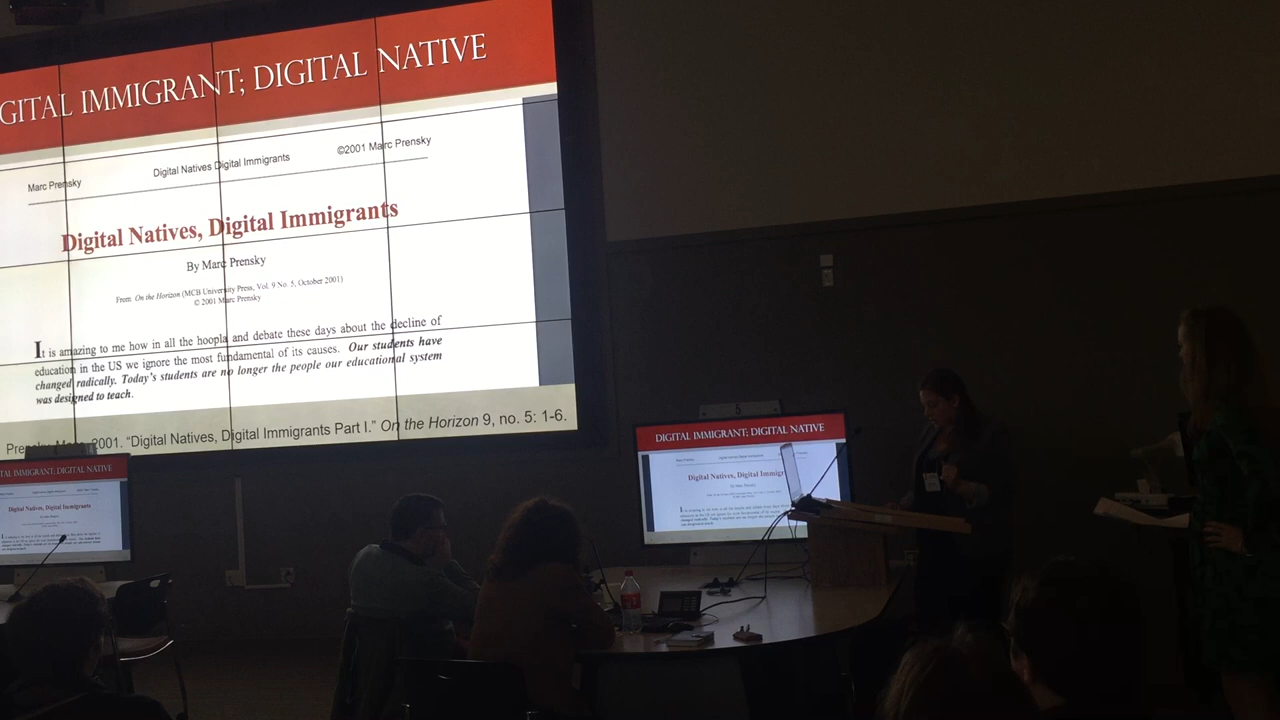 GITAL IMMIGRANT; DIGITAL NATIVE
Marc Prensky
Digital Natives Digital Immigrants
©2001 Marc Prensky
Digital Natives, Digital Immigrants
By Marc Prensky
From On the Horizon (MCB University Press, Vol. 9 No. 5, October 2001)
© 2001 Marc Prensky
It is amazing to me how in all the hoopla and debate these days about the decline of
education in the US we ignore the most fundamental of its causes. Our students have
changed radically. Today's students are no longer the people our educational system
was designed to teach.
Prensky, Marc. 2001. "Digital Natives, Digital Immigrants Part I." On the Horizon 9, no. 5: 1-6.
TAL IMMIGRANT; DIGITAL NATIVE
Digital Natives, Digital Immigrants
5
DIGITAL IMMIGRANT; DIGITAL NATIVE
Digital Natives, Digital Immigr